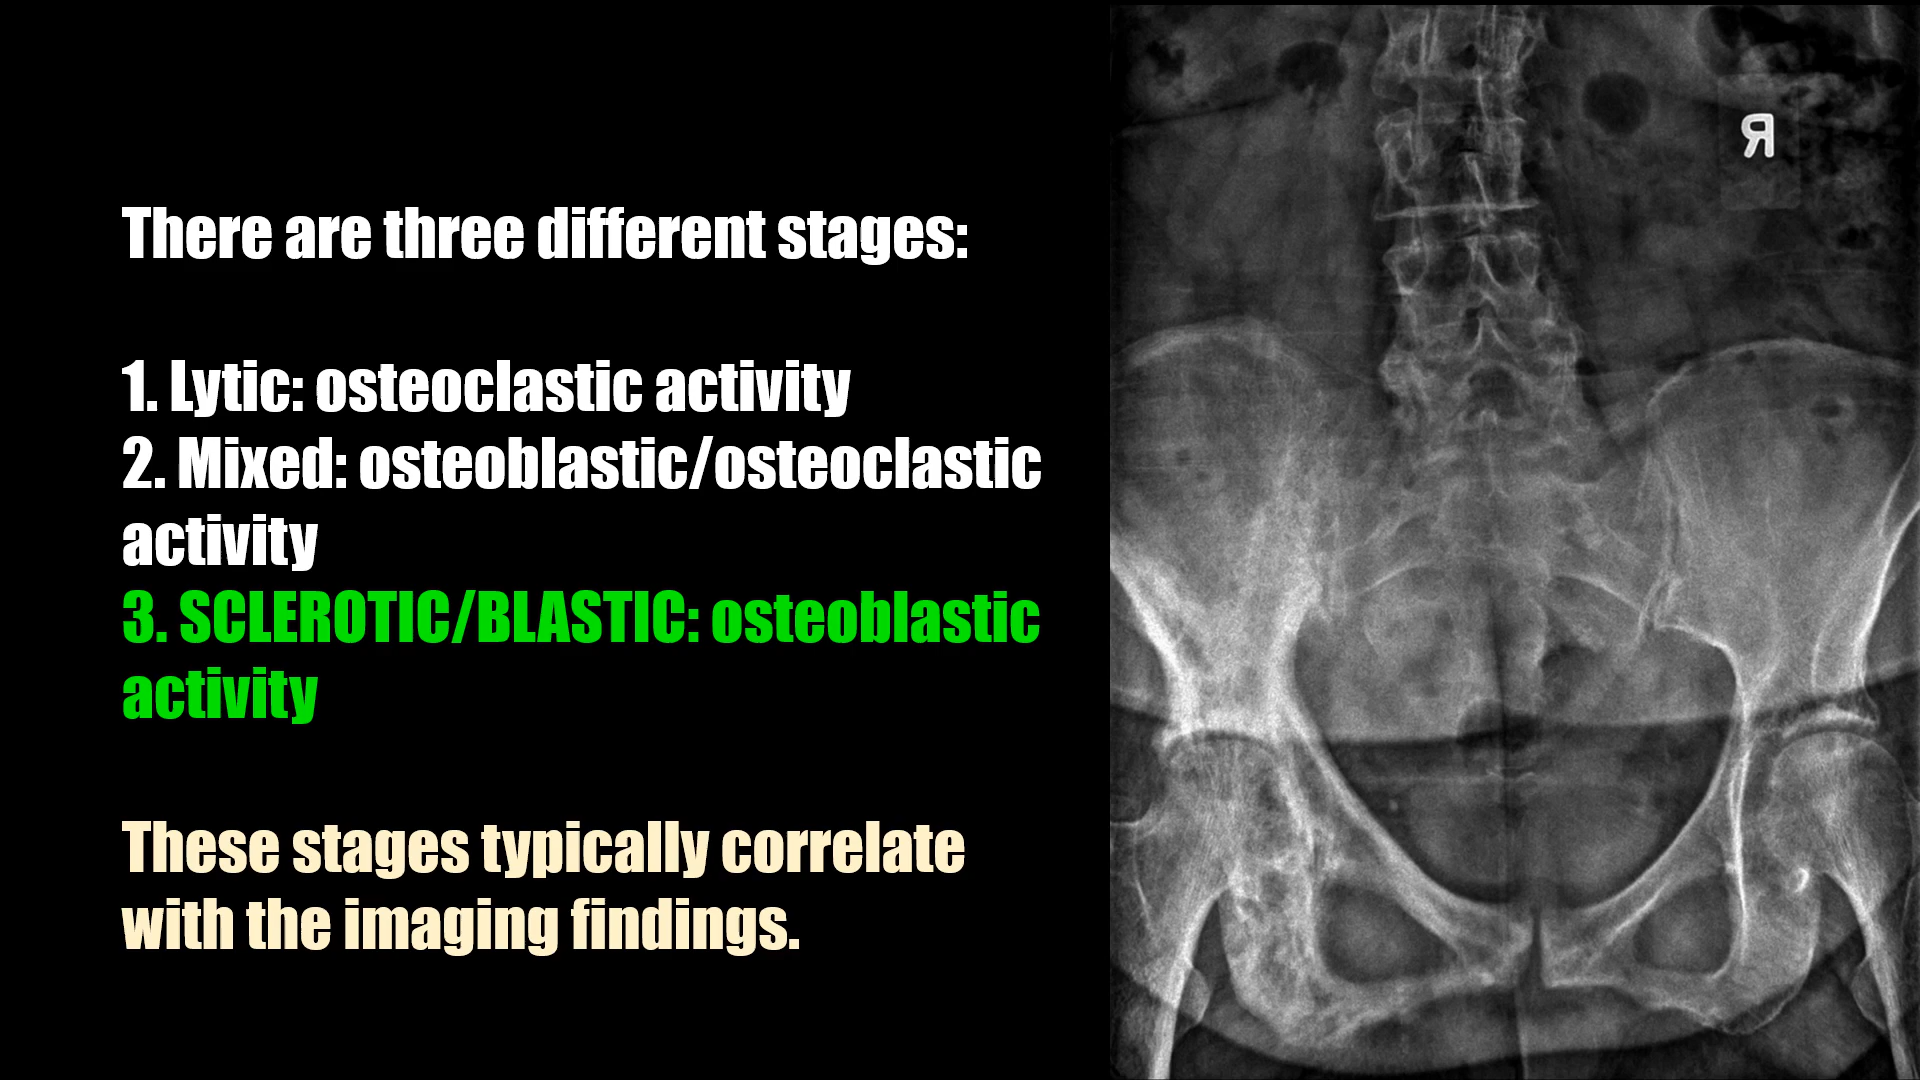 There are three different stages:
1. Lytic: osteoclastic activity
2. Mixed: osteoblastic/osteoclastic
activity
3. SCLEROTIC/BLASTIC: osteoblastic
activity
These stages typically correlate
with the imaging findings.
R